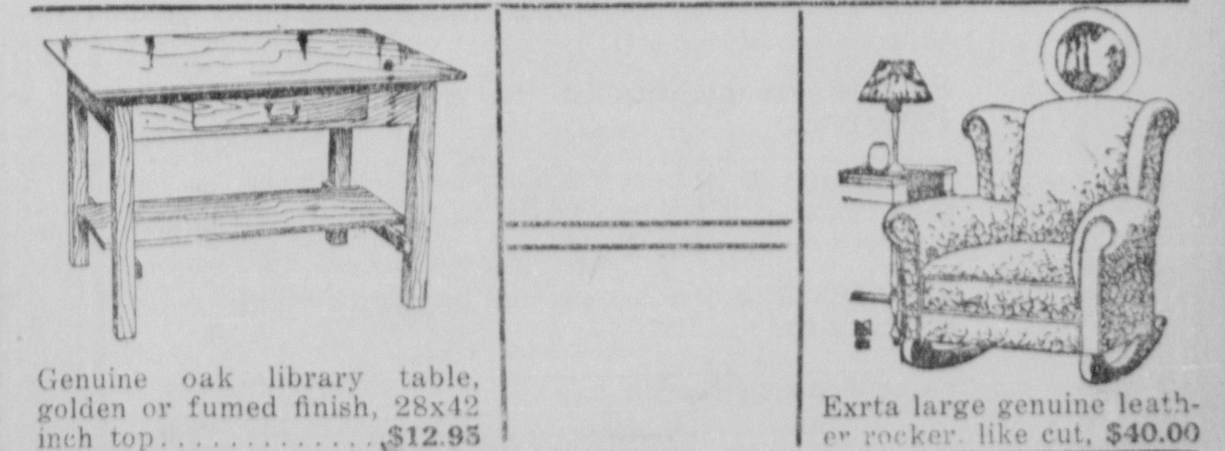 Genuine oak library table,
golden or fumed finish, 28x42
inch top.............$12.95
Exrta large genuine leath-
er rocker. like cut, $40.00